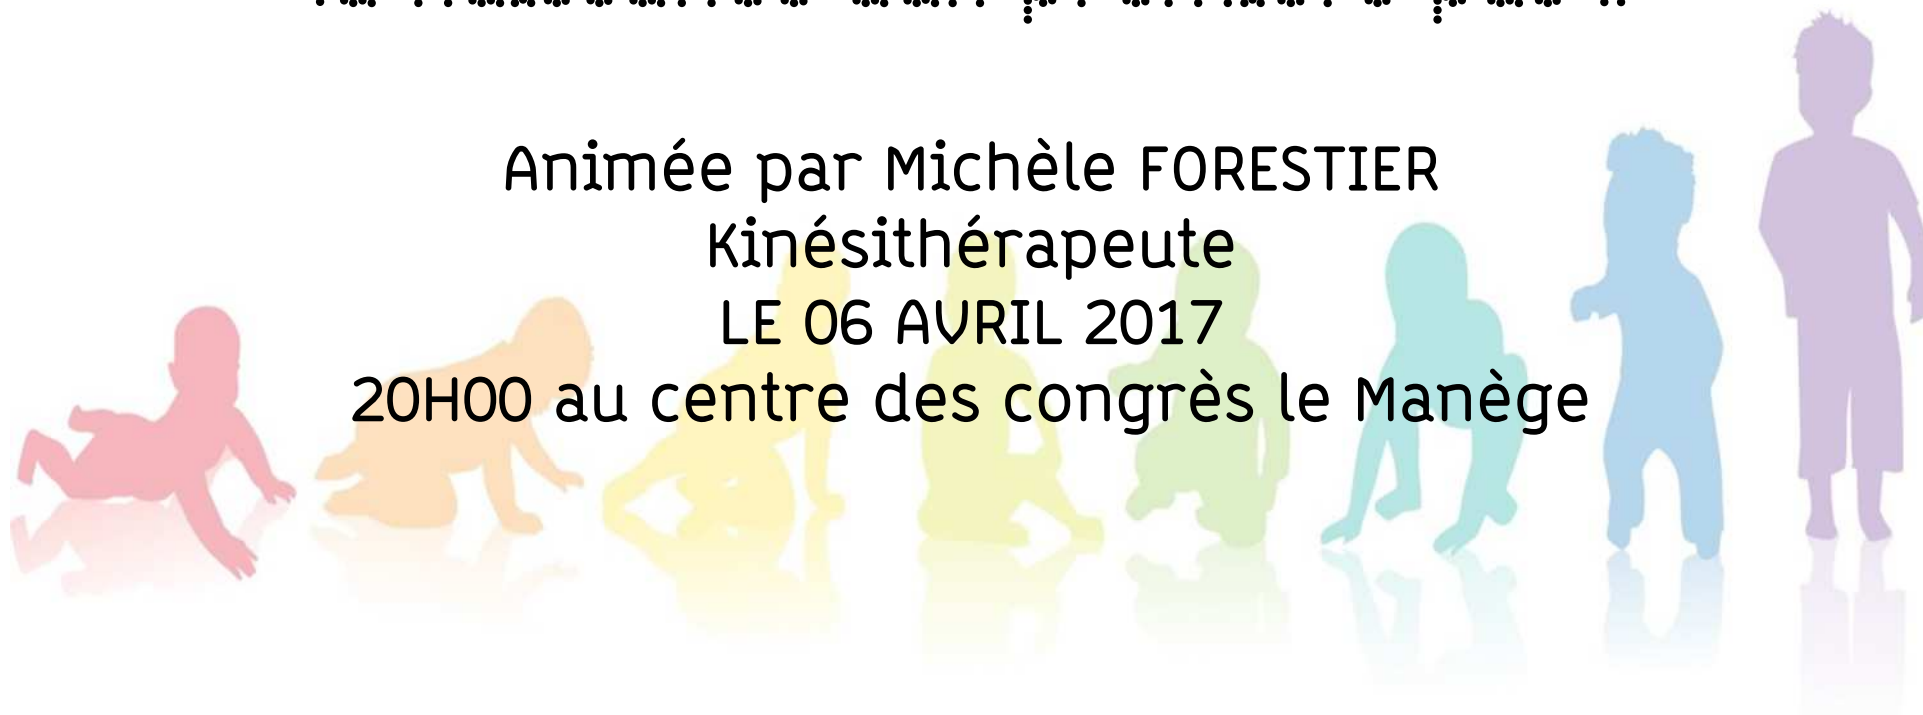 Animée par Michèle FORESTIER
Kinésithérapeute
LE 06 AVRIL 2017
20H00 au centre des congrès le Manège